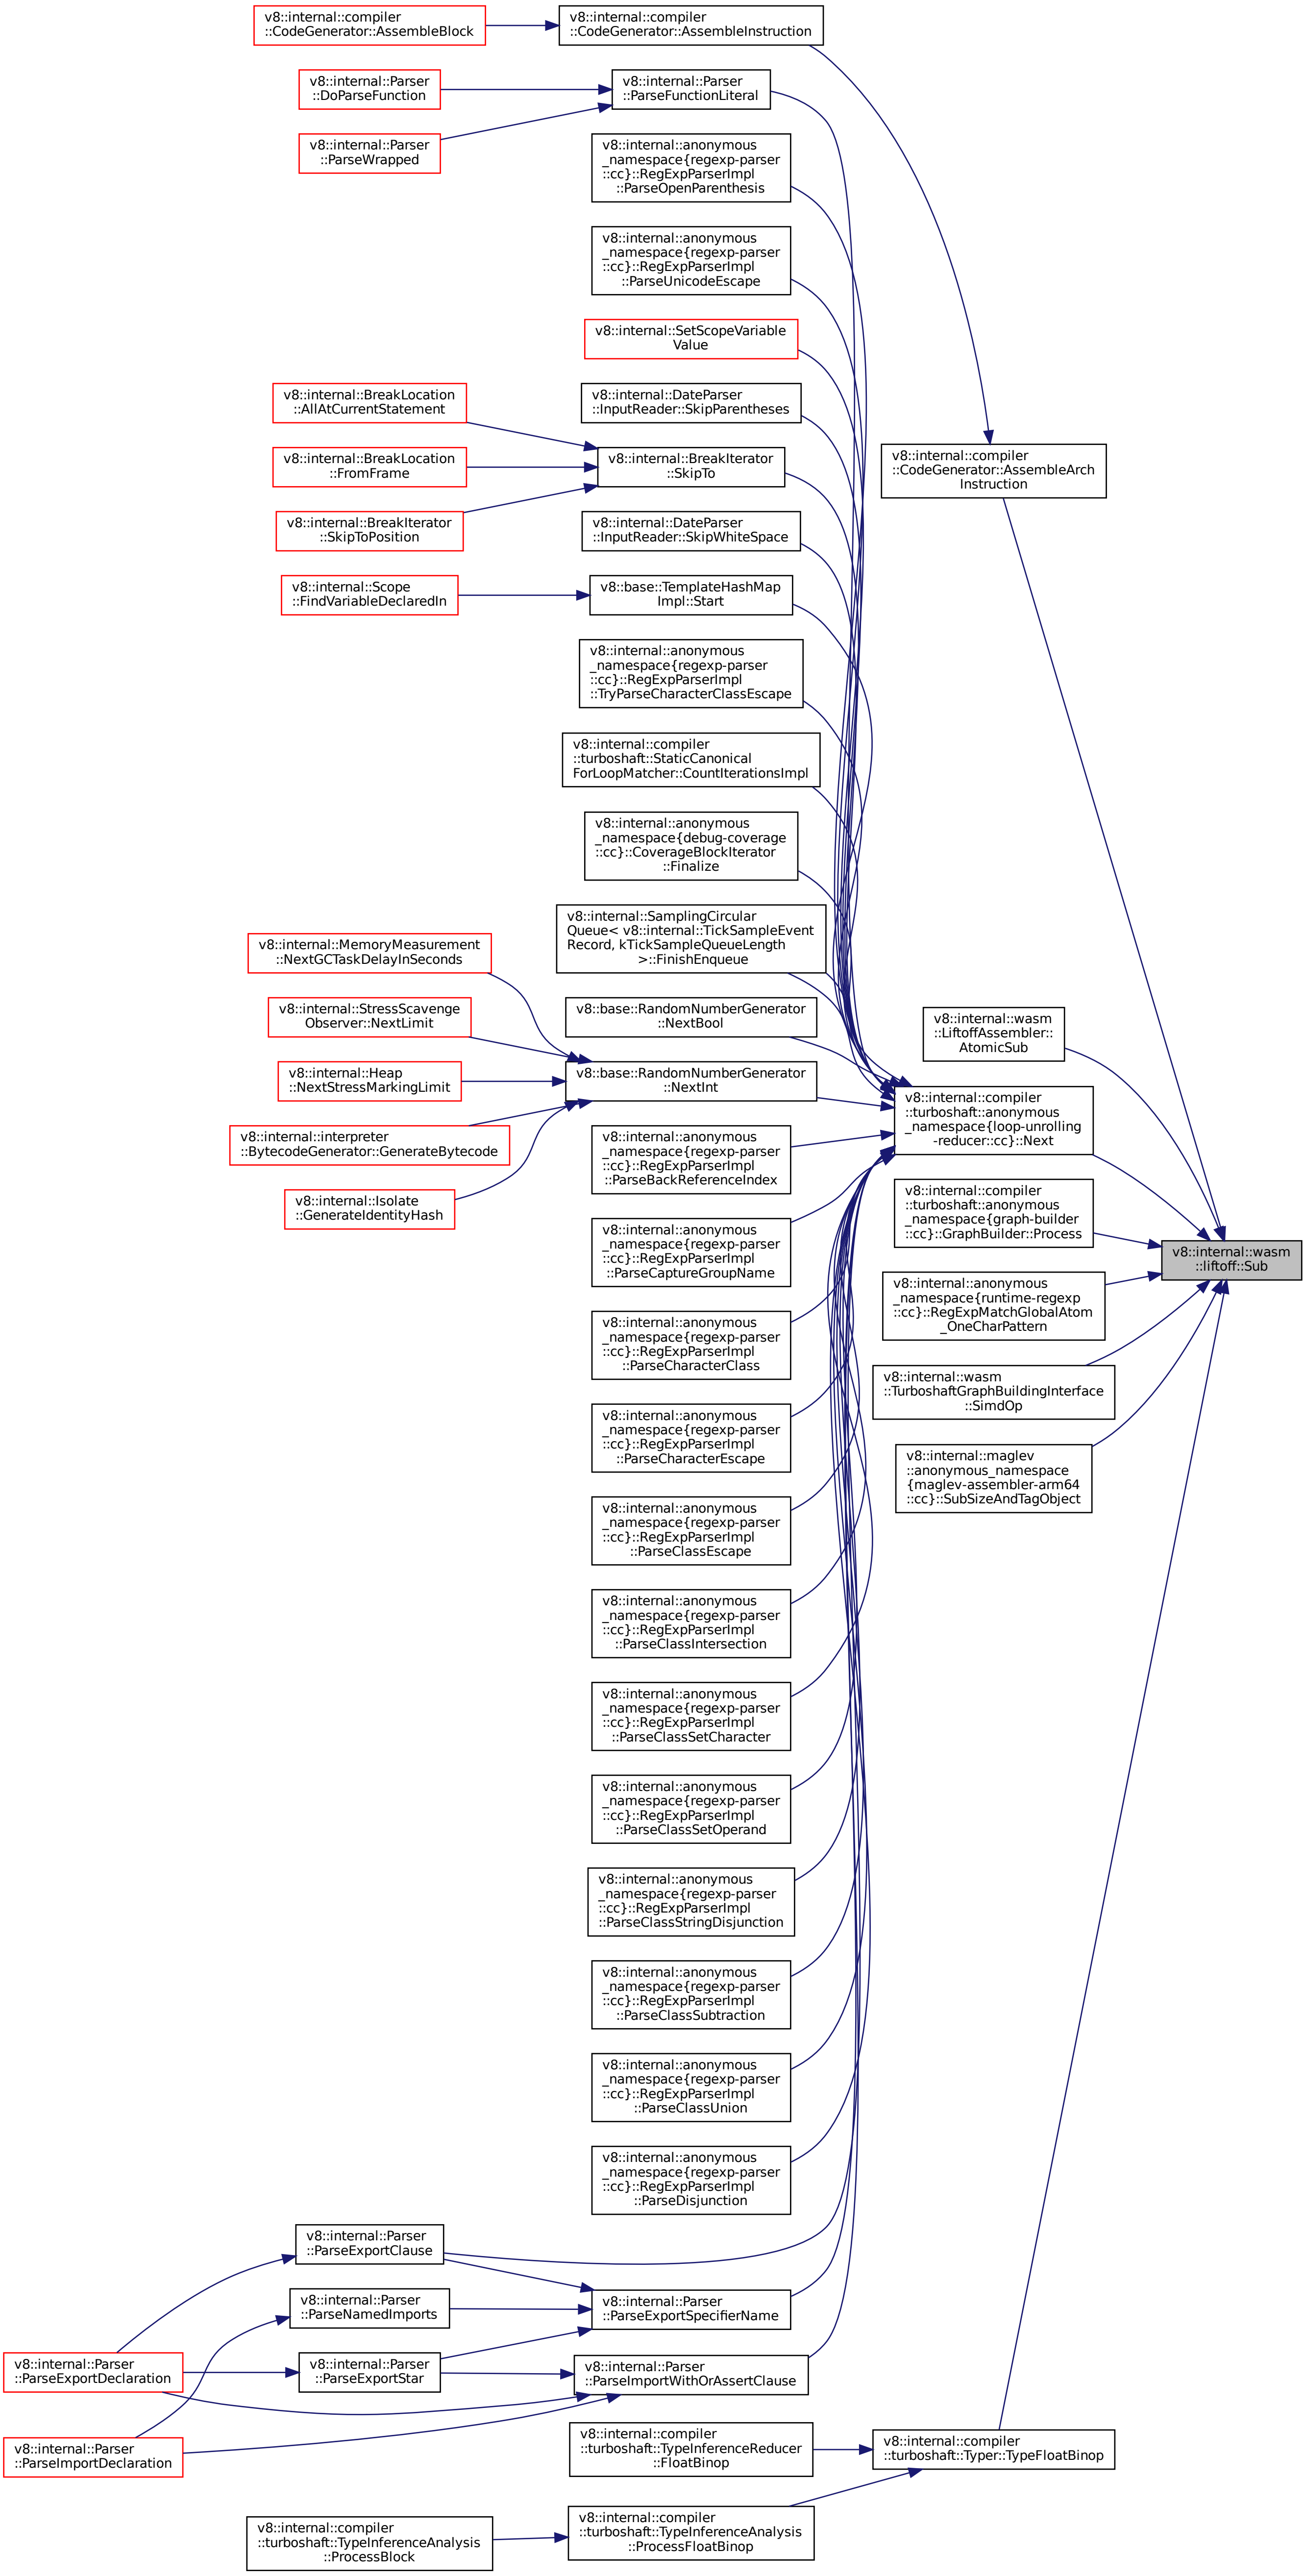 v8::internal::compiler
::CodeGenerator::AssembleBlock
v8::internal::compiler
::CodeGenerator::AssembleInstruction
v8::internal::Parser
::DoParseFunction
v8::internal::Parser
::ParseFunctionLiteral
v8::internal::Parser
::ParseWrapped
v8::internal::anonymous
_namespace{regexp-parser
::cc}::RegExpParserImpl
::ParseOpenParenthesis
v8::internal::anonymous
_namespace{regexp-parser
::cc}::RegExpParserImpl
::ParseUnicodeEscape
v8::internal::SetScopeVariable
Value
v8::internal::BreakLocation
::AllAtCurrentStatement
v8::internal::DateParser
::InputReader::SkipParentheses
v8::internal::BreakLocation
::FromFrame
v8::internal::BreakIterator
::SkipTo
v8::internal::compiler
::CodeGenerator::AssembleArch
Instruction
v8::internal::BreakIterator
::SkipToPosition
v8::internal::DateParser
::InputReader::SkipWhiteSpace
v8::internal::Scope
::FindVariableDeclaredIn
v8::base::TemplateHashMap
Impl::Start
v8::internal::anonymous
_namespace{regexp-parser
::cc}::RegExpParserImpl
::TryParseCharacterClassEscape
v8::internal::compiler
::turboshaft::StaticCanonical
ForLoopMatcher::CountIterationsImpl
v8::internal::anonymous
_namespace{debug-coverage
::cc}::CoverageBlockIterator
::Finalize
v8::internal::SamplingCircular
Queue< v8::internal::TickSampleEvent
Record, kTickSampleQueueLength
>::FinishEnqueue
v8::internal::MemoryMeasurement
::NextGCTaskDelayInSeconds
v8::internal::StressScavenge
Observer::NextLimit
v8::base::RandomNumberGenerator
::NextBool
v8::internal::wasm
::LiftoffAssembler::
AtomicSub
v8::internal::Heap
::NextStressMarkingLimit
v8::base::RandomNumberGenerator
::NextInt
v8::internal::compiler
::turboshaft::anonymous
_namespace{loop-unrolling
-reducer::cc}::Next
v8::internal::interpreter
::BytecodeGenerator::GenerateBytecode
v8::internal::anonymous
_namespace{regexp-parser
::cc}::RegExpParserImpl
::ParseBackReferenceIndex
v8::internal::Isolate
::GenerateIdentityHash
v8::internal::compiler
::turboshaft::anonymous
_namespace{graph-builder
::cc}::GraphBuilder::Process
v8::internal::wasm
::liftoff::Sub
v8::internal::anonymous
_namespace{regexp-parser
::cc}::RegExpParserImpl
::ParseCaptureGroupName
v8::internal::anonymous
_namespace{runtime-regexp
::cc}::RegExpMatchGlobalAtom
_OneCharPattern
v8::internal::anonymous
_namespace{regexp-parser
::cc}::RegExpParserImpl
::ParseCharacterClass
v8::internal::wasm
::TurboshaftGraphBuildingInterface
::SimdOp
v8::internal::anonymous
_namespace{regexp-parser
::cc}::RegExpParserImpl
::ParseCharacterEscape
v8::internal::maglev
::anonymous_namespace
{maglev-assembler-arm64
::cc}::SubSizeAndTagObject
v8::internal::anonymous
_namespace{regexp-parser
::cc}::RegExpParserImpl
::ParseClassEscape
v8::internal::anonymous
_namespace{regexp-parser
::cc}::RegExpParserImpl
::ParseClassIntersection
v8::internal::anonymous
_namespace{regexp-parser
::cc}::RegExpParserImpl
::ParseClassSetCharacter
v8::internal::anonymous
_namespace{regexp-parser
::cc}::RegExpParserImpl
::ParseClassSetOperand
v8::internal::anonymous
_namespace{regexp-parser
::cc}::RegExpParserImpl
::ParseClassStringDisjunction
v8::internal::anonymous
_namespace{regexp-parser
::cc}::RegExpParserImpl
::ParseClassSubtraction
v8::internal::anonymous
_namespace{regexp-parser
::cc}::RegExpParserImpl
::ParseClassUnion
v8::internal::anonymous
_namespace{regexp-parser
::cc}::RegExpParserImpl
::ParseDisjunction
v8::internal::Parser
::ParseExportClause
v8::internal::Parser
::ParseNamedImports
v8::internal::Parser
::ParseExportSpecifierName
v8::internal::Parser
::ParseExportDeclaration
v8::internal::Parser
::ParseExportStar
v8::internal::Parser
::ParseImportWithOrAssertClause
v8::internal::Parser
::ParseImportDeclaration
v8::internal::compiler
::turboshaft::TypeInferenceReducer
::FloatBinop
v8::internal::compiler
::turboshaft::Typer::TypeFloatBinop
v8::internal::compiler
::turboshaft::TypeInferenceAnalysis
::ProcessBlock
v8::internal::compiler
::turboshaft::TypeInferenceAnalysis
::ProcessFloatBinop